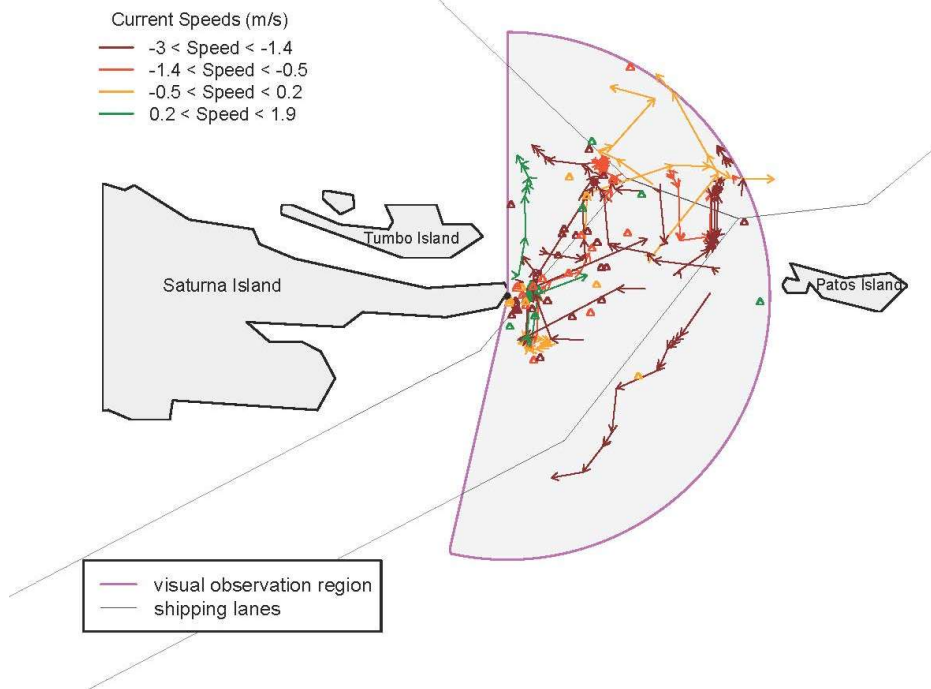 Current Speeds (m/s)
-3 < Speed < -1.4
-1.4 < Speed < -0.5
-0.5 < Speed < 0.2
0.2 < Speed < 1.9
Tumbo Island
Saturna Island
Patos Island
visual observation region
shipping lanes